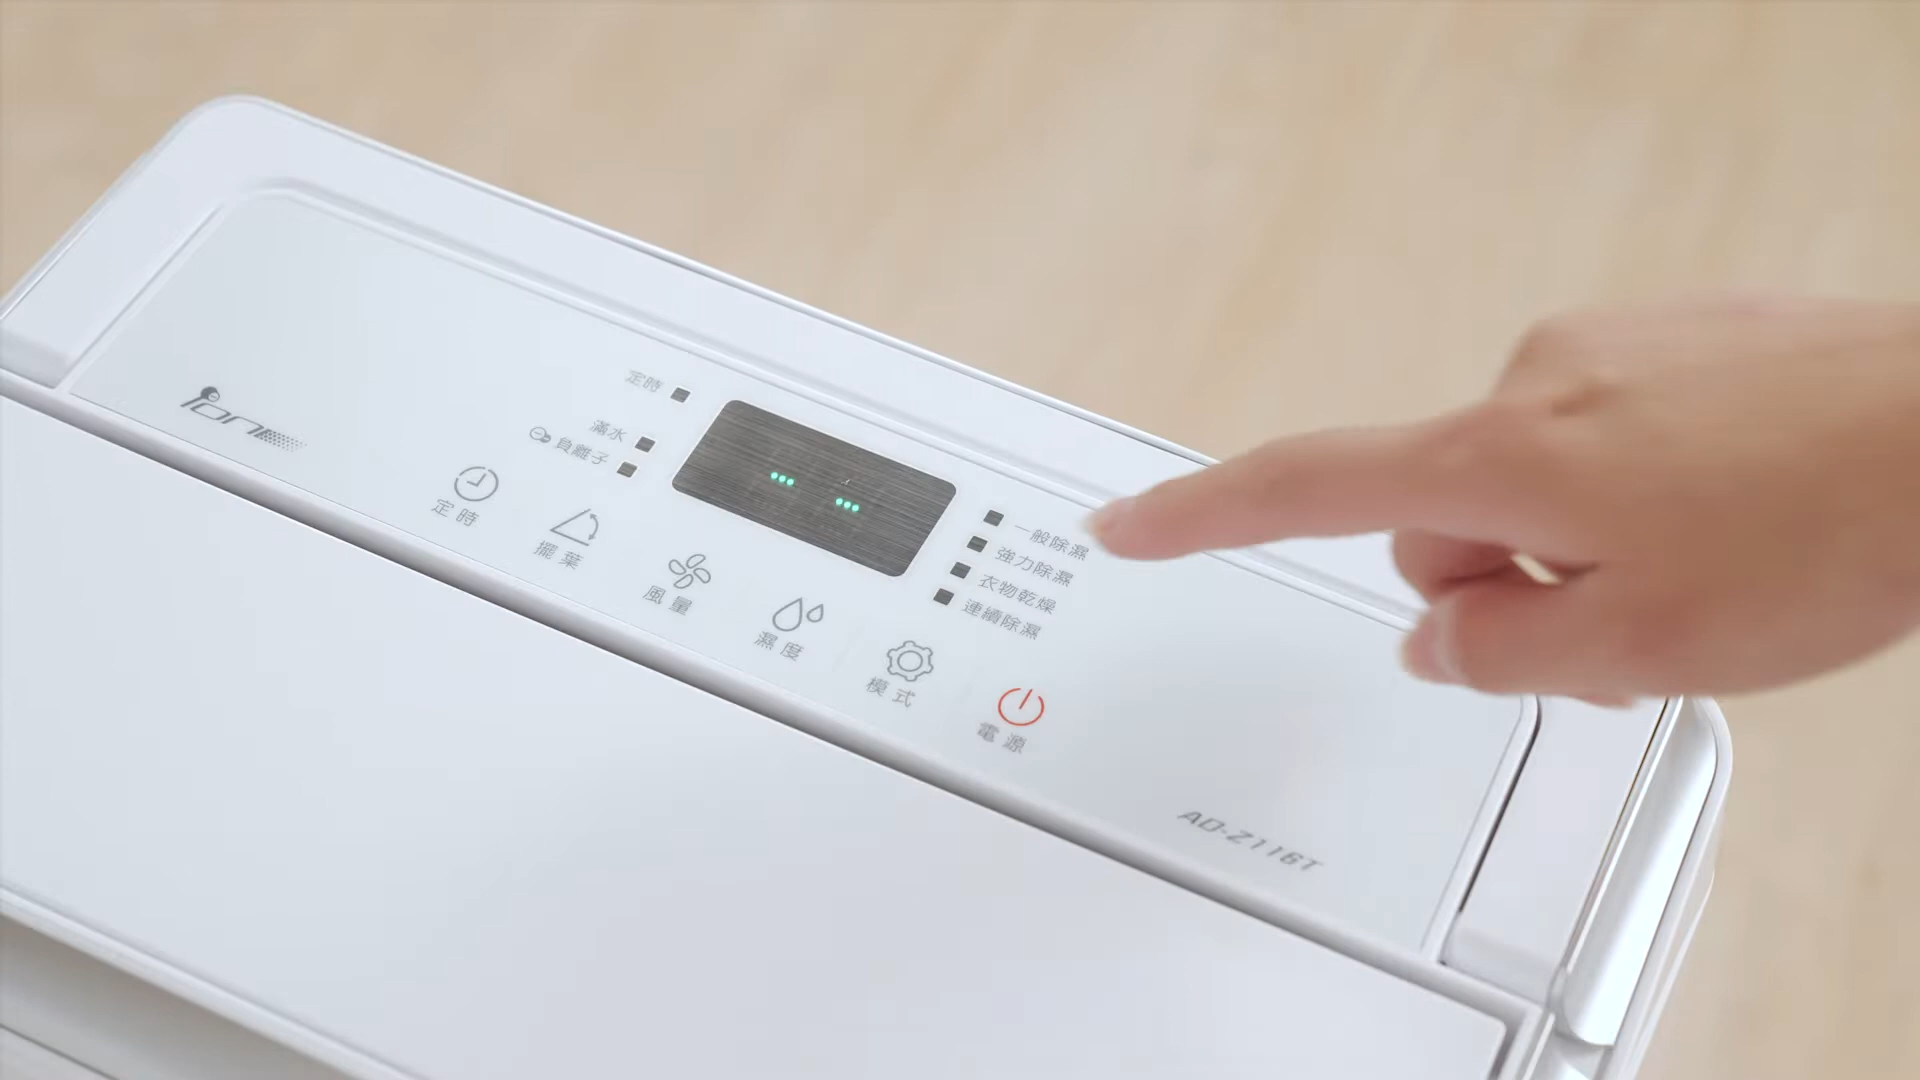 ion
定時
滿水
負離子
定時
擺葉
風量
濕度
模式
電源
一般除濕
強力除濕
衣物乾燥
連續除濕
AD-Z116T